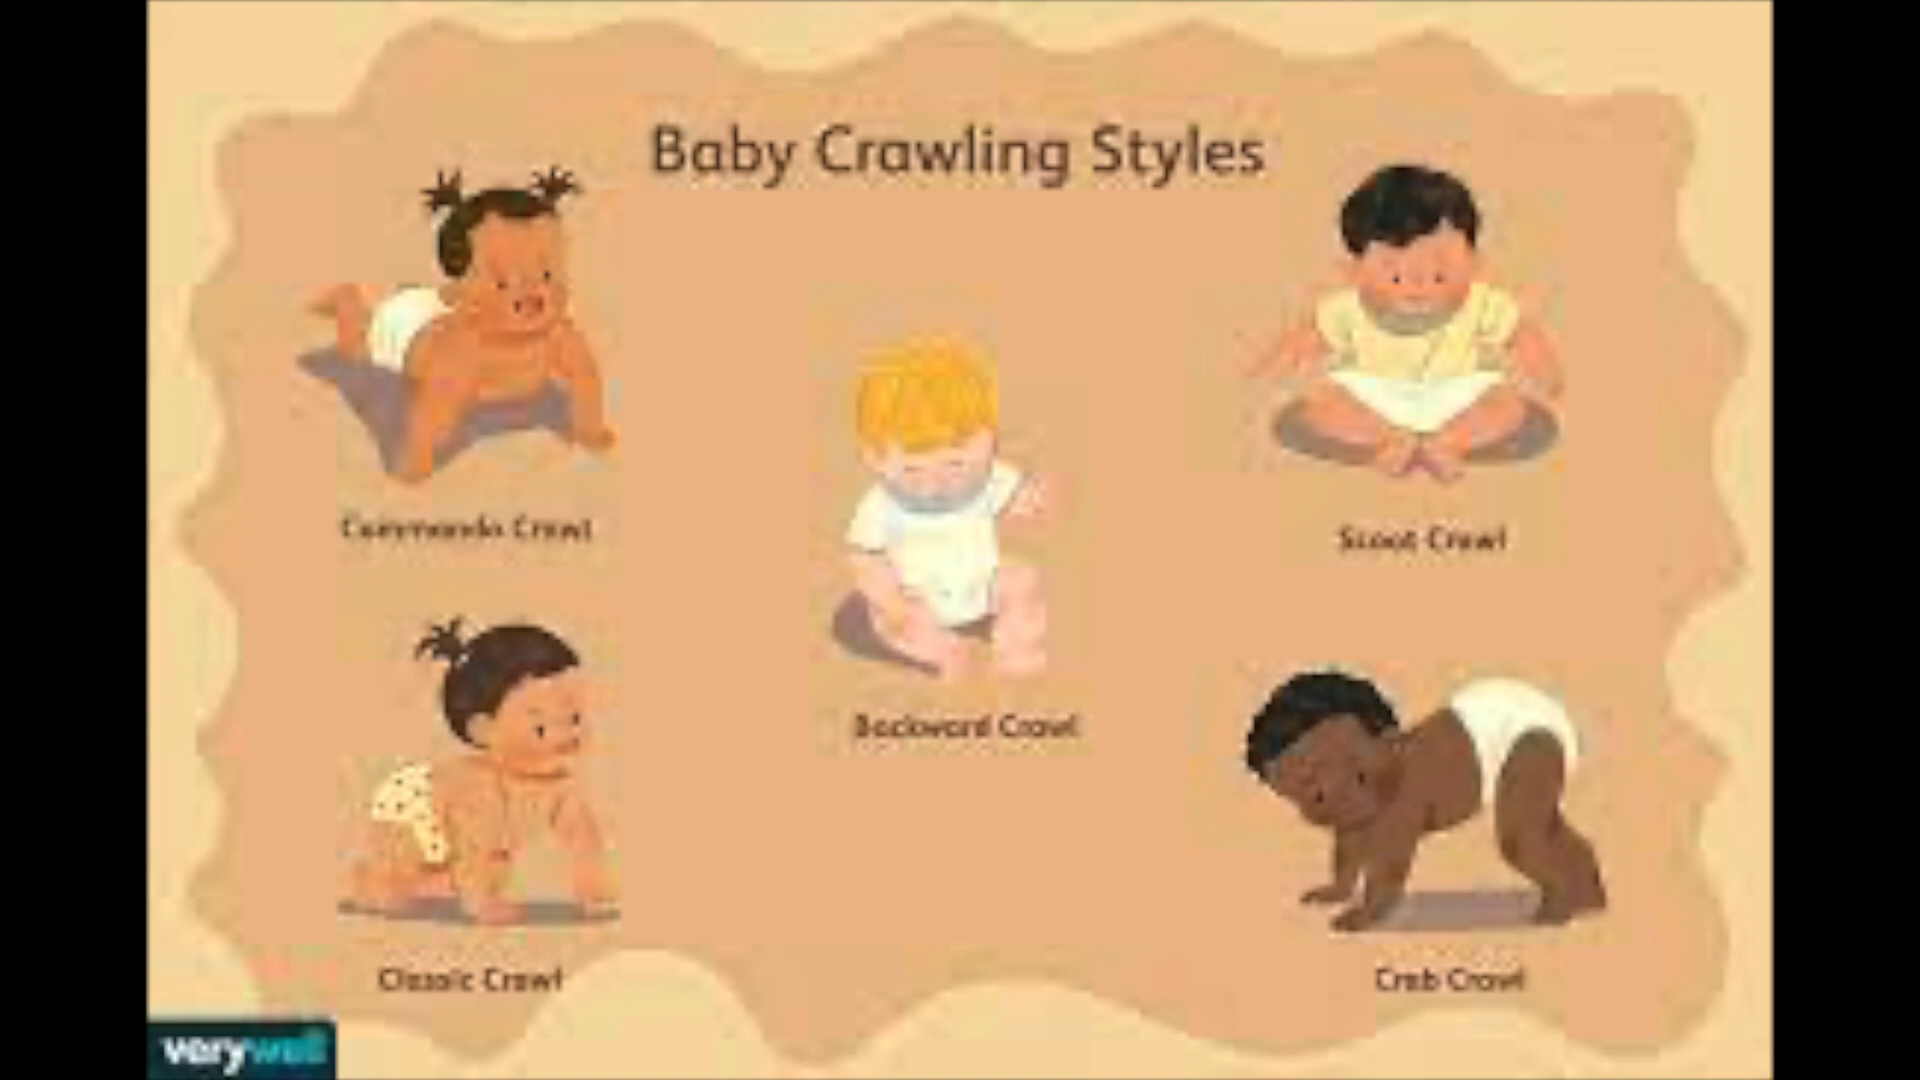 Baby Crawling Styles
Commando Crawl
Scoot Crawl
Backward Crawl
Classic Crawl
Crab Crawl
verywell